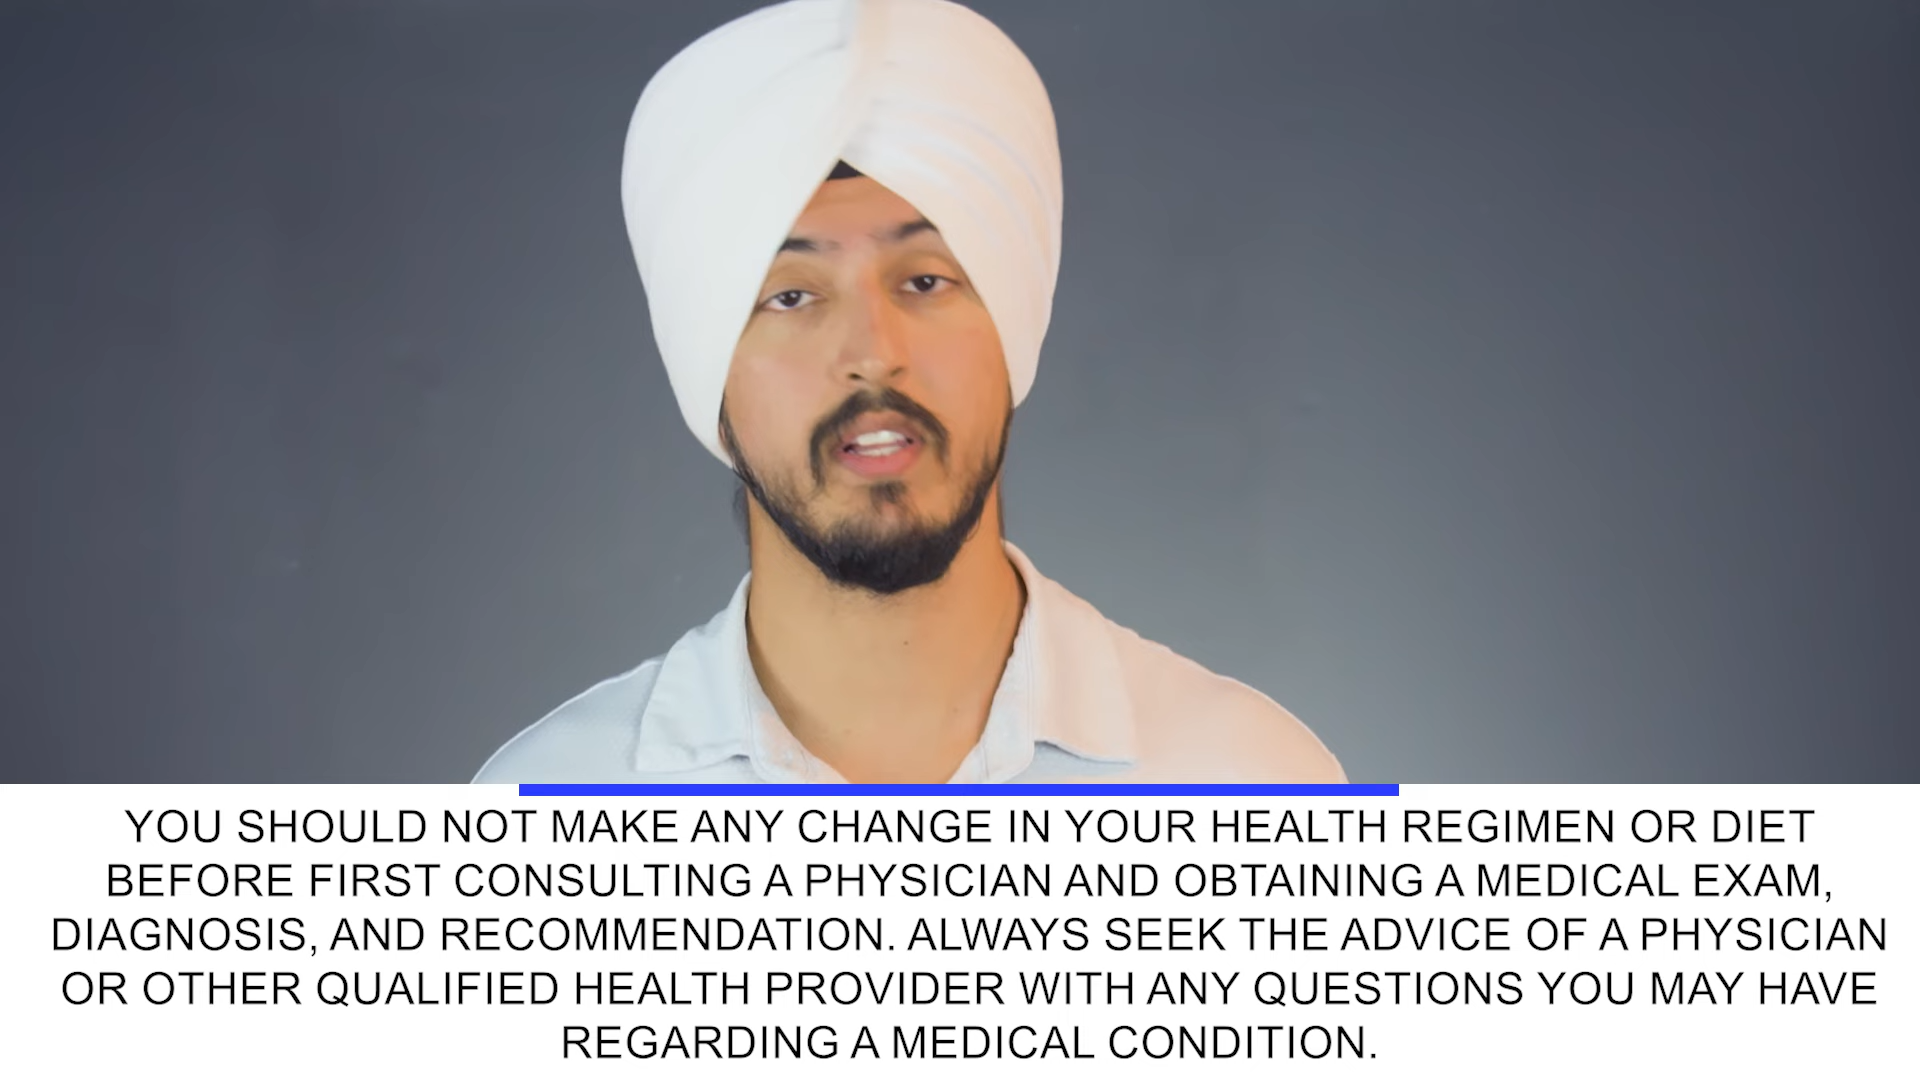 YOU SHOULD NOT MAKE ANY CHANGE IN YOUR HEALTH REGIMEN OR DIET
BEFORE FIRST CONSULTING A PHYSICIAN AND OBTAINING A MEDICAL EXAM,
DIAGNOSIS, AND RECOMMENDATION. ALWAYS SEEK THE ADVICE OF A PHYSICIAN
OR OTHER QUALIFIED HEALTH PROVIDER WITH ANY QUESTIONS YOU MAY HAVE
REGARDING A MEDICAL CONDITION.